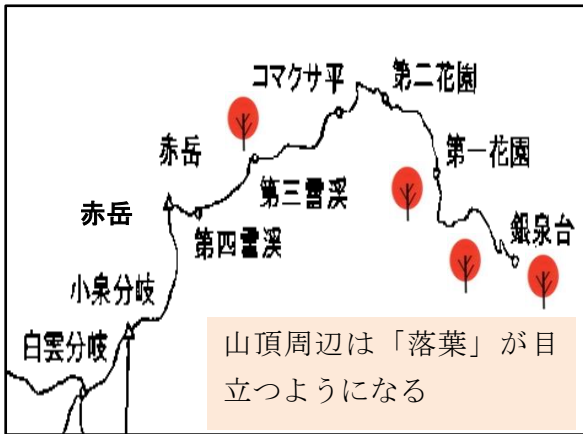 コマクサ平
第二花園
赤岳
第一花園
第三雪渓
赤岳
第四雪渓
銀泉台
小泉分岐
白雲分岐
山頂周辺は「落葉」が目
立つようになる